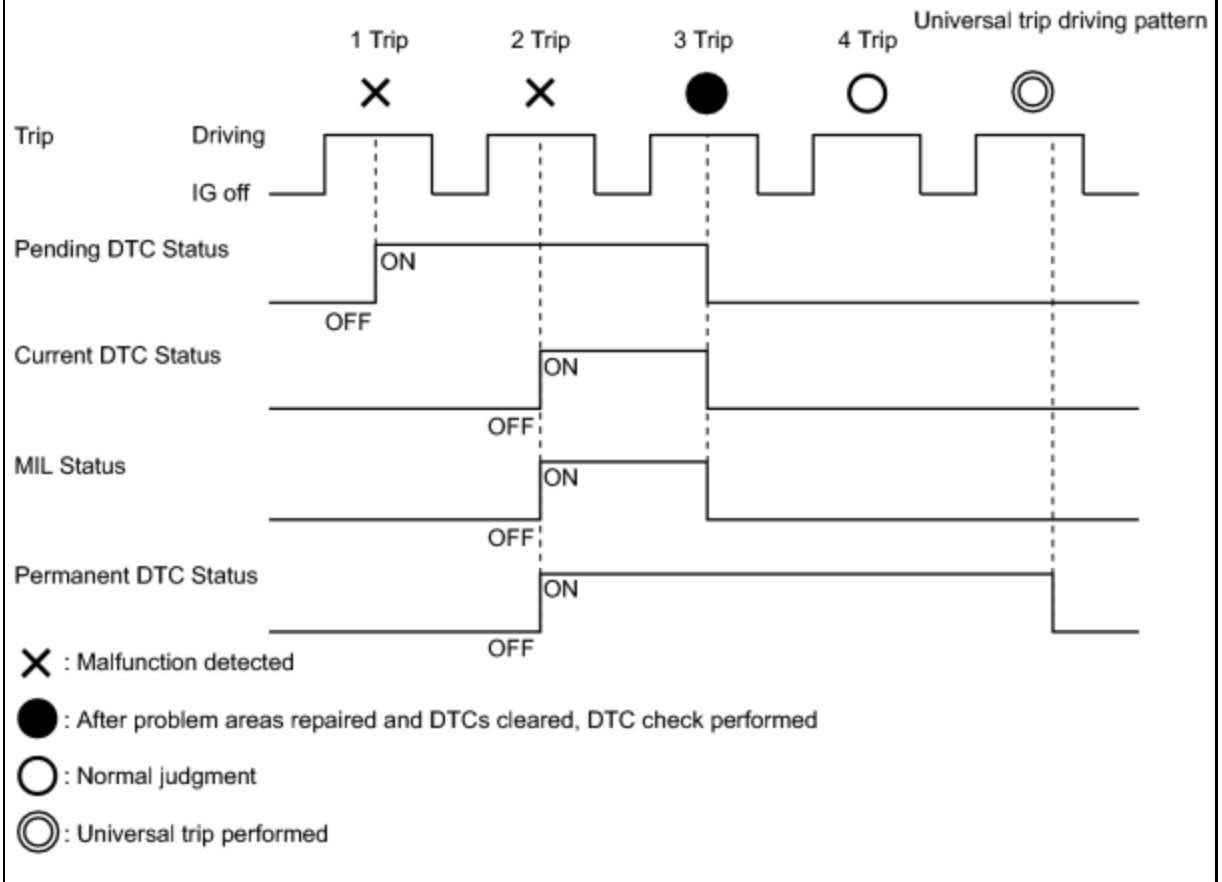 Universal trip driving pattern
1 Trip 2 Trip 3 Trip 4 Trip
Trip Driving
IG off
Pending DTC Status
ON
OFF
Current DTC Status
ON
OFF
MIL Status
ON
OFF
Permanent DTC Status
ON
OFF
: Malfunction detected
: After problem areas repaired and DTCs cleared, DTC check performed
: Normal judgment
: Universal trip performed